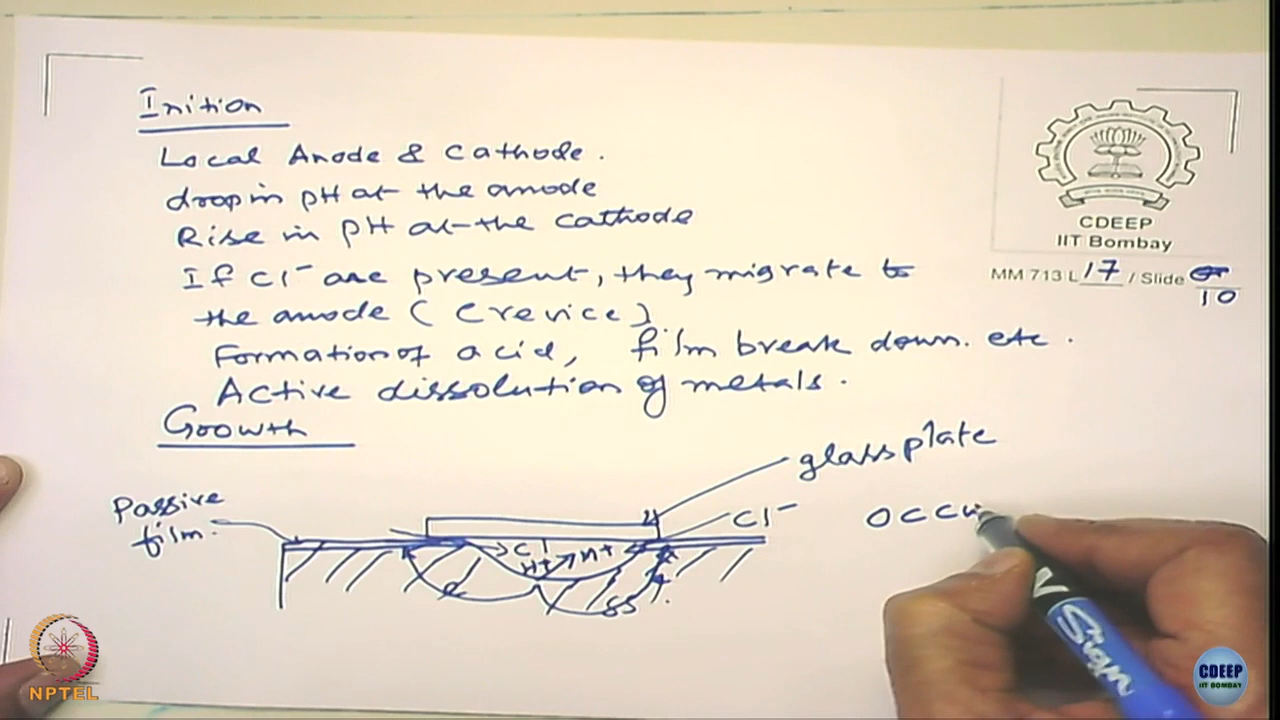 Inition
Local Anode & Cathode.
drop in pH at the anode
Rise in pH at the cathode
If Cl⁻ are present, they migrate to
the anode (Crevice)
Formation of acid, film break down. etc.
Active dissolution of metals.
Growth
glass plate
Passive
film.
Cl⁻
H+
n+
e
SS
occu
CDEEP
IIT Bombay
MM 713 L 17 / Slide
10
Sign
NPTEL
CDEEP
IIT BOMBAY